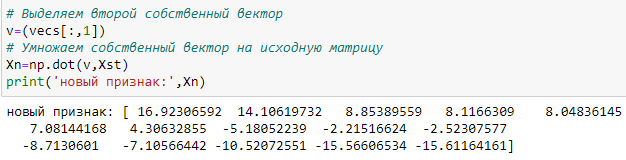 # Выделяем второй собственный вектор
v=(vecs[:,1])
# Умножаем собственный вектор на исходную матрицу
Xn=np.dot(v,Xst)
print('новый признак:',Xn)
новый признак: [ 16.92306592 14.10619732 8.85389559 8.1166309 8.04836145
7.08144168 4.30632855 -5.18052239 -2.21516624 -2.52307577
-8.7130601 -7.10566442 -10.52072551 -15.56606534 -15.61164161]